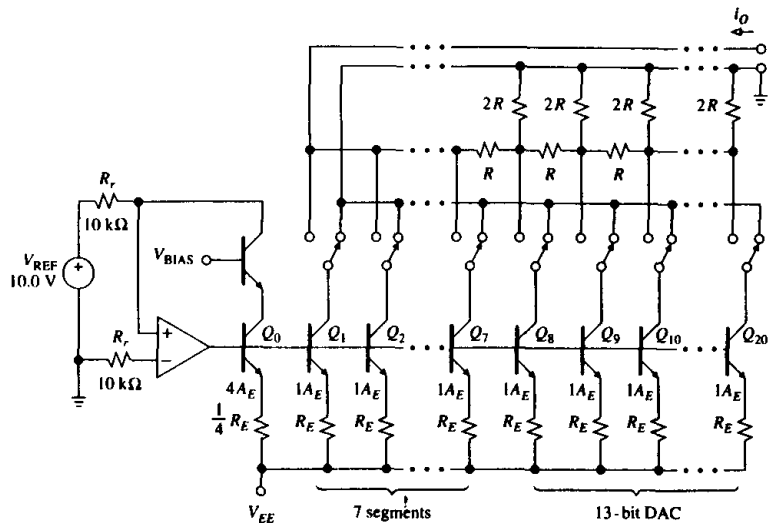 i_O
2R 2R 2R 2R
R R R
R_r
10 kΩ
V_REF
10.0 V
V_BIAS
R_r
10 kΩ
+
−
+
Q_0 Q_1 Q_2 Q_7 Q_8 Q_9 Q_10 Q_20
4A_E 1A_E 1A_E 1A_E 1A_E 1A_E 1A_E 1A_E
1/4 R_E R_E R_E R_E R_E R_E R_E R_E
V_EE
7 segments
13-bit DAC